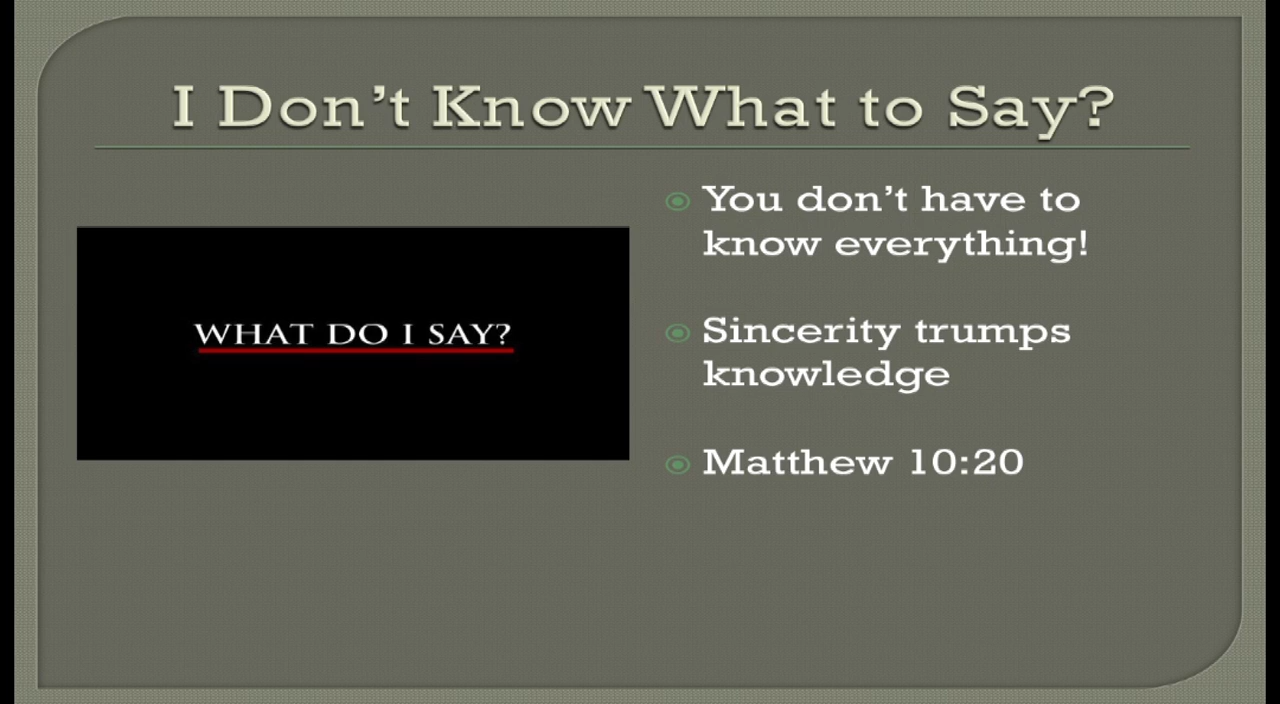 I Don’t Know What to Say?
WHAT DO I SAY?
You don’t have to
know everything!
Sincerity trumps
knowledge
Matthew 10:20